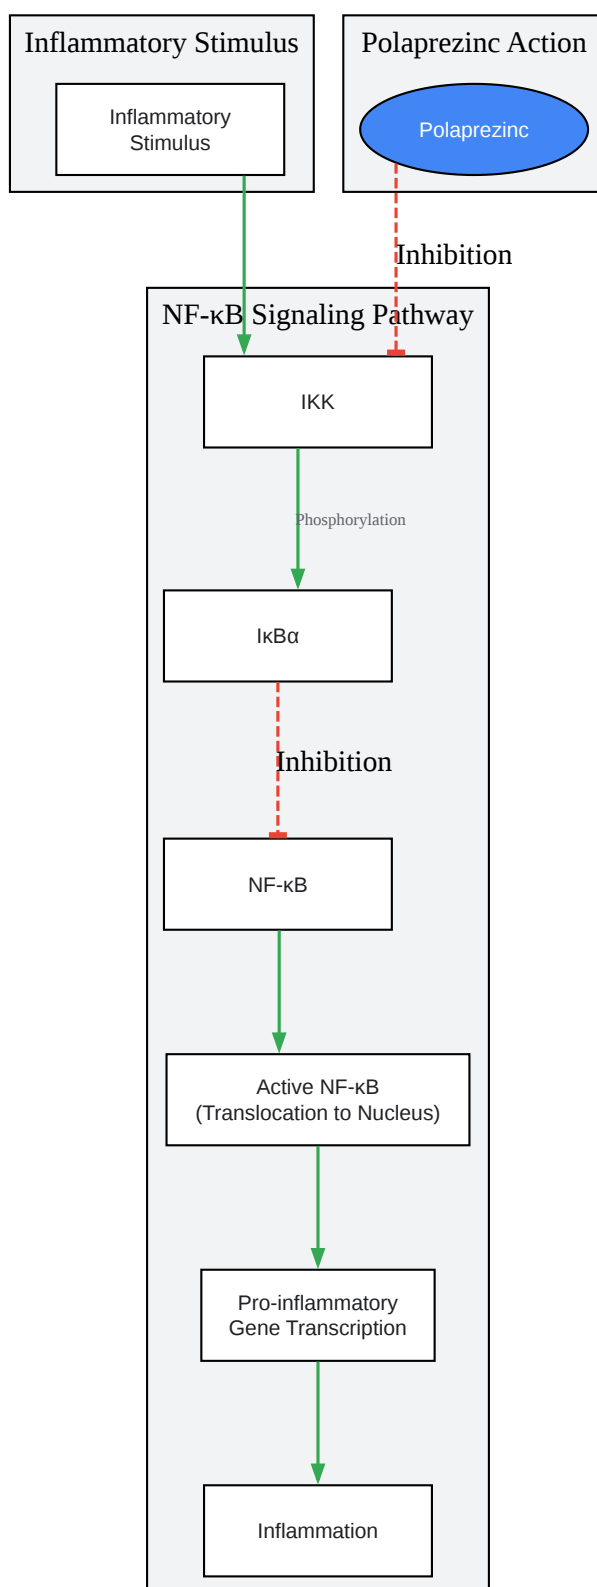 Inflammatory Stimulus
Polaprezinc Action
Inflammatory
Stimulus
Polaprezinc
Inhibition
NF-κB Signaling Pathway
IKK
Phosphorylation
IκBα
Inhibition
NF-κB
Active NF-κB
(Translocation to Nucleus)
Pro-inflammatory
Gene Transcription
Inflammation